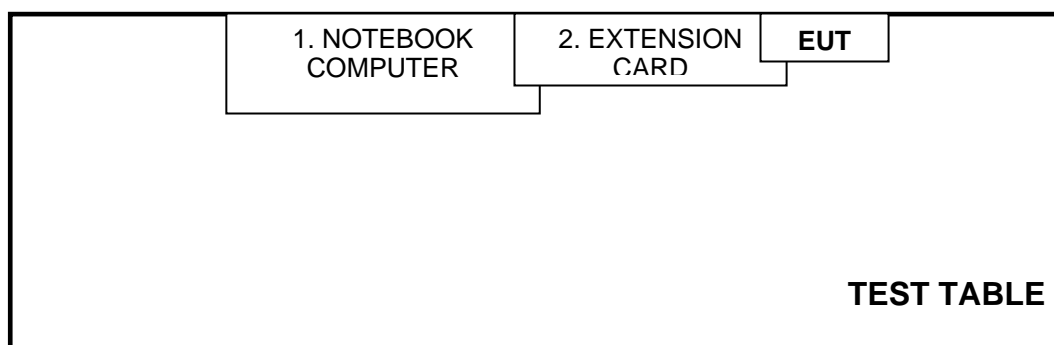 1. NOTEBOOK
COMPUTER
2. EXTENSION
CARD
EUT
TEST TABLE